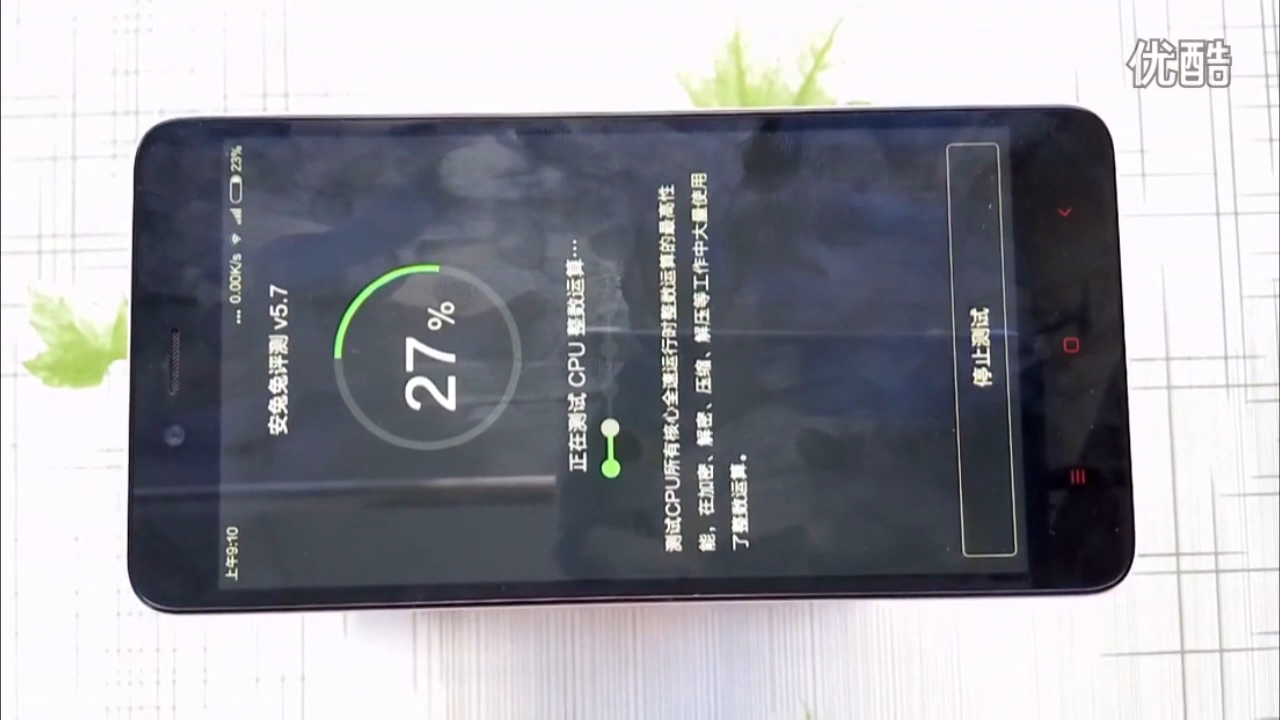 优酷
上午9:10
... 0.00K/s
23%
安兔兔评测 v5.7
27%
正在测试 CPU 整数运算...
测试CPU所有核心全速运行时整数运算的最高性
能，在加密、解密、压缩、解压等工作中大量使用
了整数运算。
停止测试